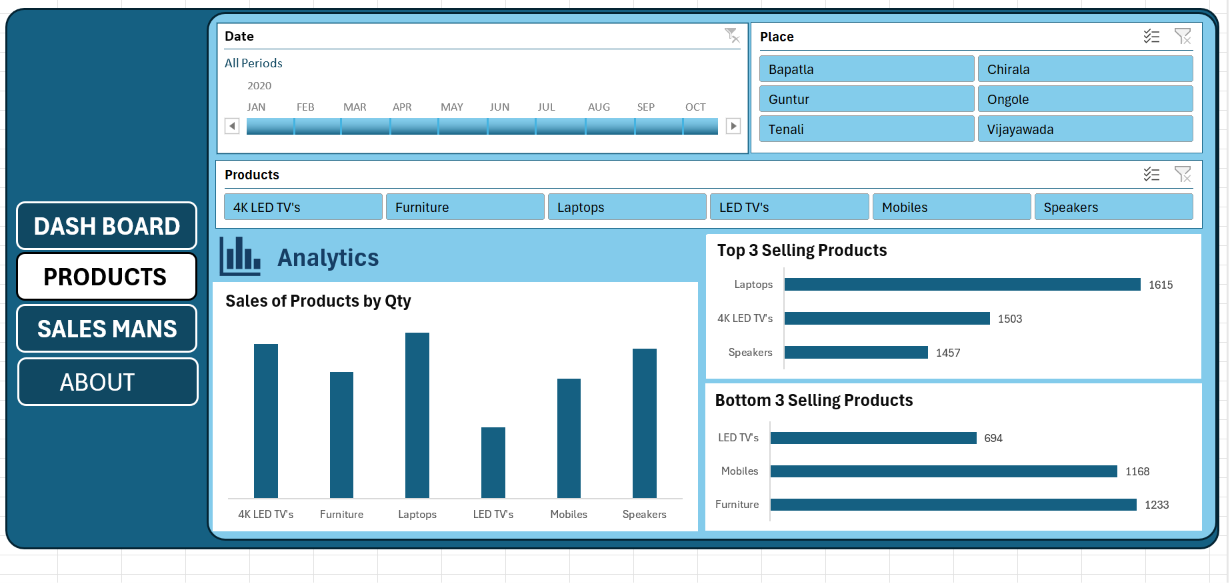 Date
All Periods
2020
JAN FEB MAR APR MAY JUN JUL AUG SEP OCT
Place
Bapatla Chirala
Guntur Ongole
Tenali Vijayawada
Products
4K LED TV's Furniture Laptops LED TV's Mobiles Speakers
DASH BOARD
PRODUCTS
SALES MANS
ABOUT
Analytics
Sales of Products by Qty
4K LED TV's Furniture Laptops LED TV's Mobiles Speakers
Top 3 Selling Products
Laptops 1615
4K LED TV's 1503
Speakers 1457
Bottom 3 Selling Products
LED TV's 694
Mobiles 1168
Furniture 1233